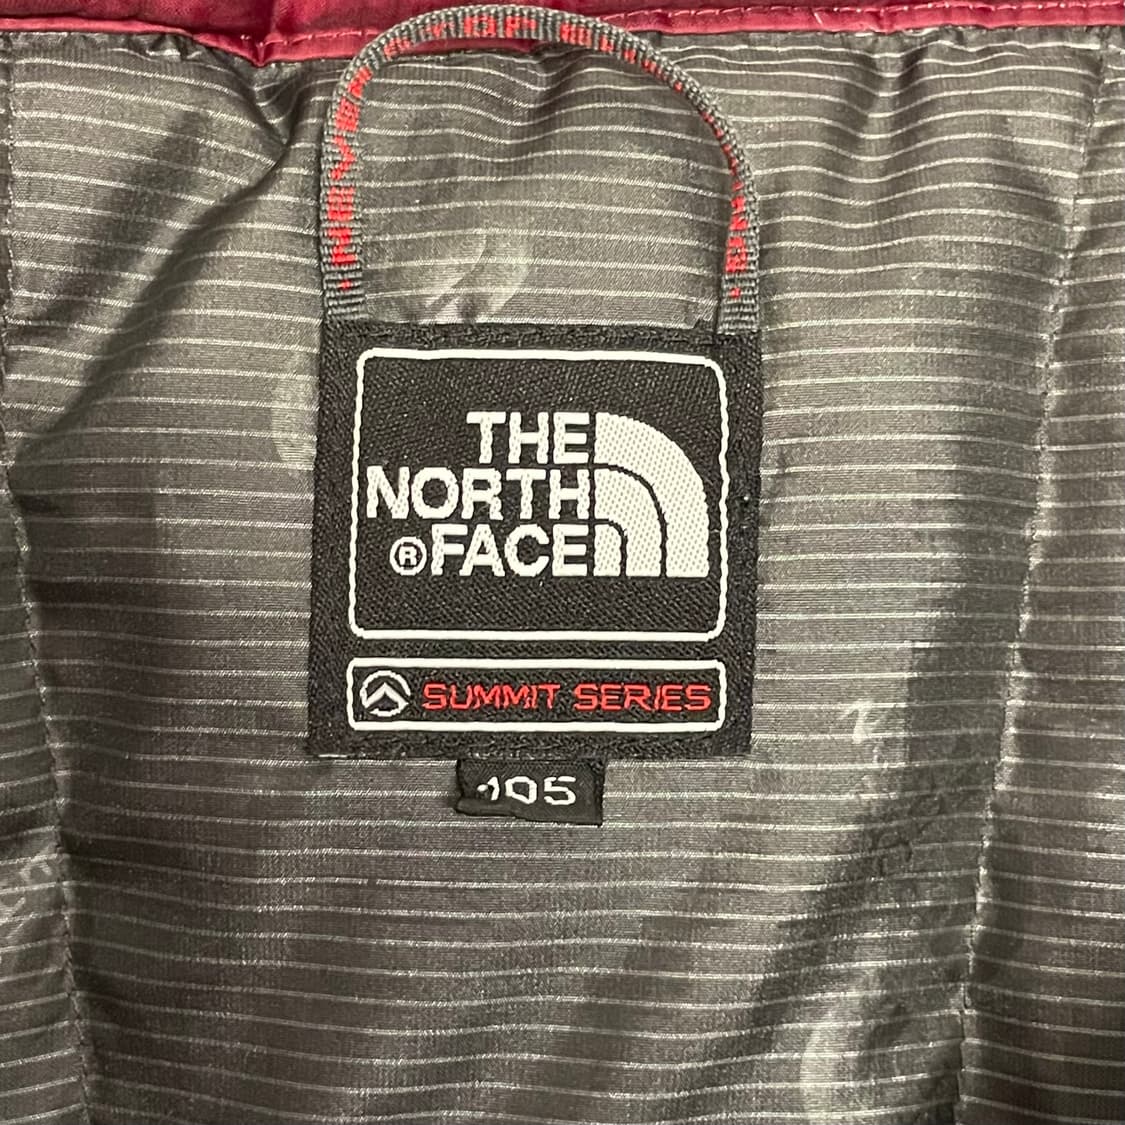 THE
NORTH
®FACE
SUMMIT SERIES
105